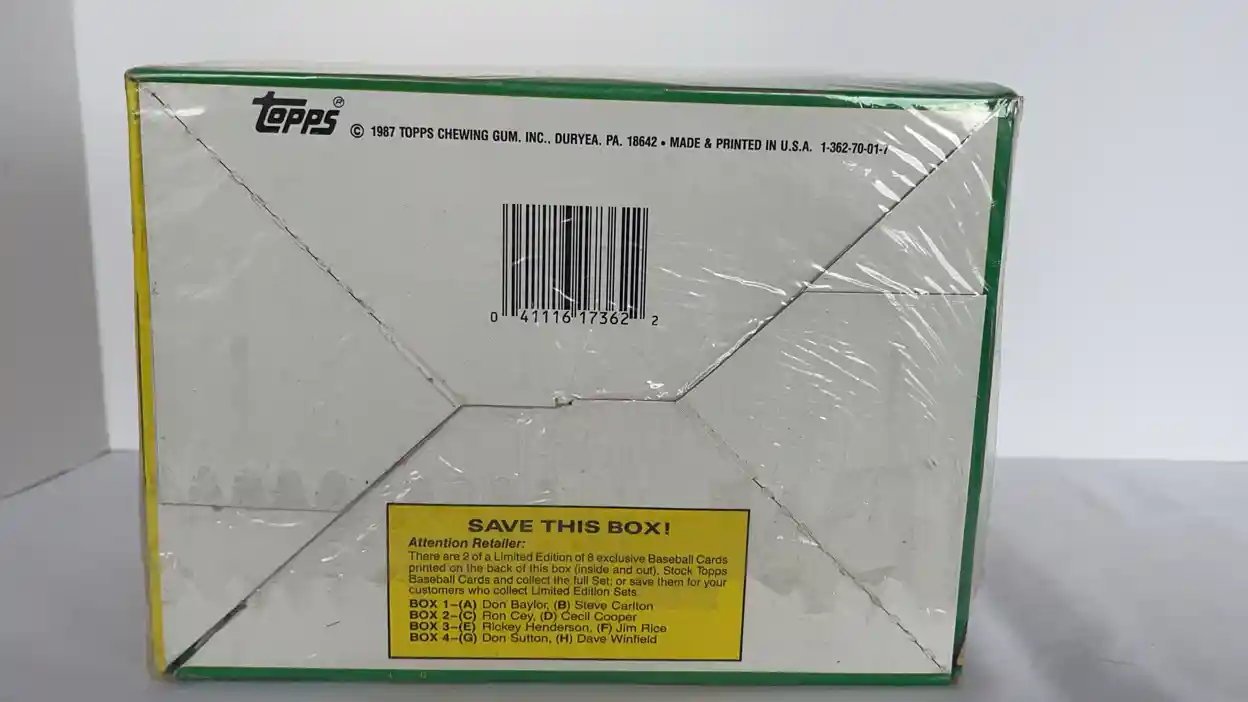 TOPPS®
© 1987 TOPPS CHEWING GUM, INC., DURYEA, PA. 18642 • MADE & PRINTED IN U.S.A. 1-362-70-01-7
0 41116 17362 2
SAVE THIS BOX!
Attention Retailer:
There are 2 of a Limited Edition of 8 exclusive Baseball Cards
printed on the back of this box (inside and out). Stock Topps
Baseball Cards and collect the full Set; or save them for your
customers who collect Limited Edition Sets.
BOX 1–(A) Don Baylor, (B) Steve Carlton
BOX 2–(C) Ron Cey, (D) Cecil Cooper
BOX 3–(E) Rickey Henderson, (F) Jim Rice
BOX 4–(G) Don Sutton, (H) Dave Winfield